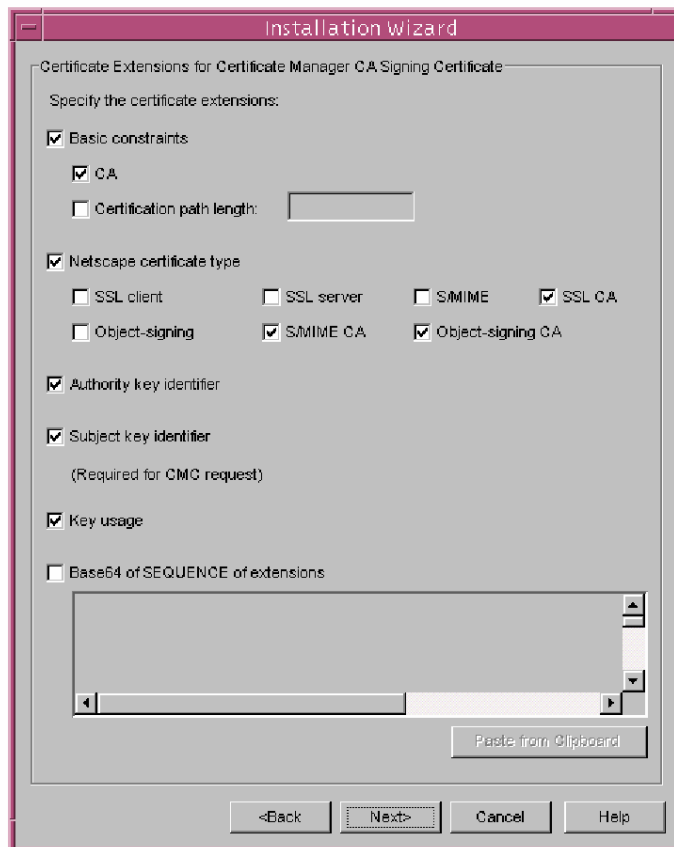 Installation Wizard
Certificate Extensions for Certificate Manager CA Signing Certificate
Specify the certificate extensions:
Basic constraints
CA
Certification path length:
Netscape certificate type
SSL client SSL server S/MIME SSL CA
Object-signing S/MIME CA Object-signing CA
Authority key identifier
Subject key identifier
(Required for CMC request)
Key usage
Base64 of SEQUENCE of extensions
Paste from Clipboard
<Back Next> Cancel Help